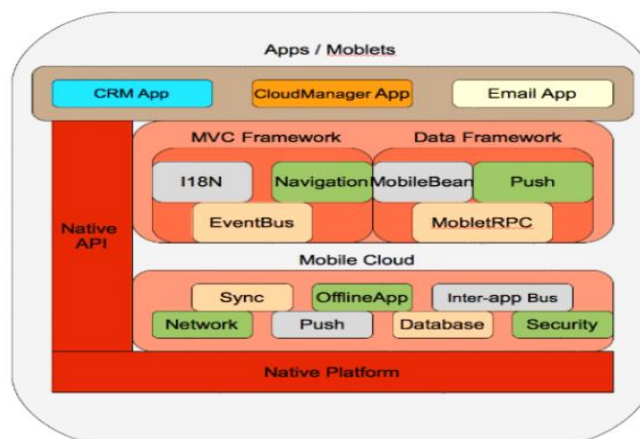 Apps / Moblets
CRM App
CloudManager App
Email App
MVC Framework
Data Framework
I18N
Navigation
MobileBean
Push
EventBus
MobletRPC
Native
API
Mobile Cloud
Sync
OfflineApp
Inter-app Bus
Network
Push
Database
Security
Native Platform